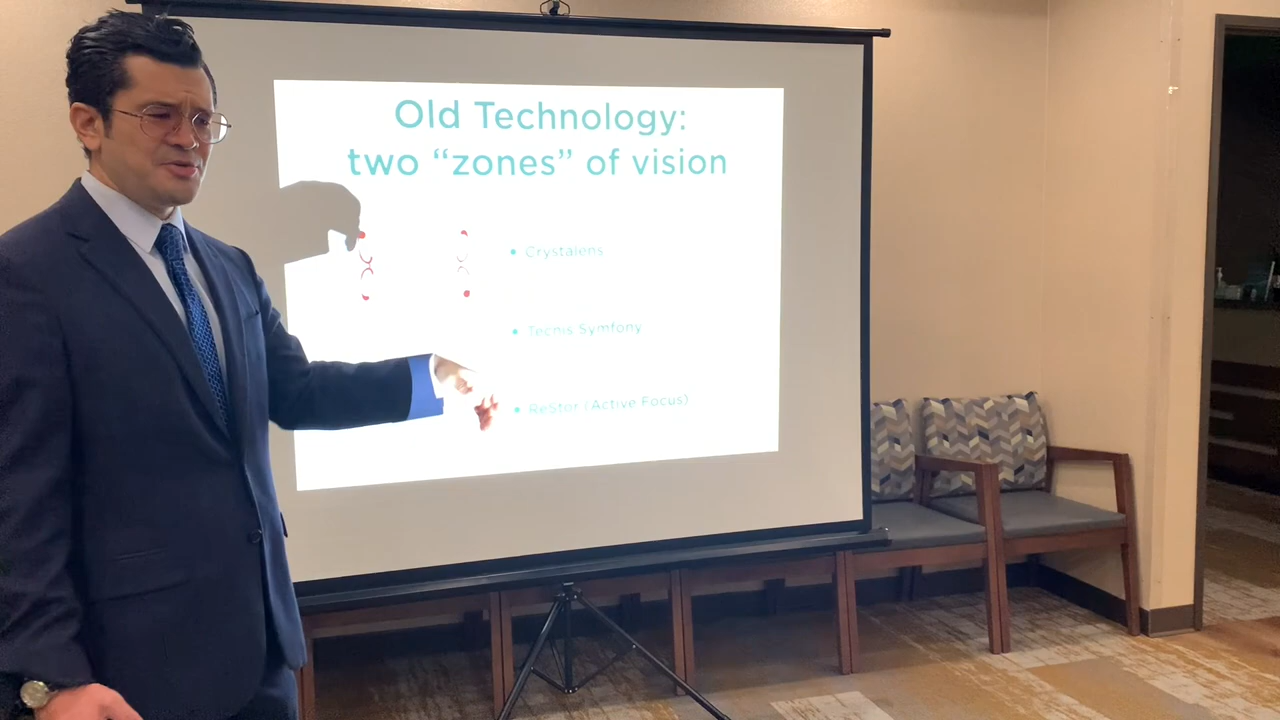 Old Technology:
two “zones” of vision
• Crystalens
• Tecnis Symfony
• ReStor (Active Focus)